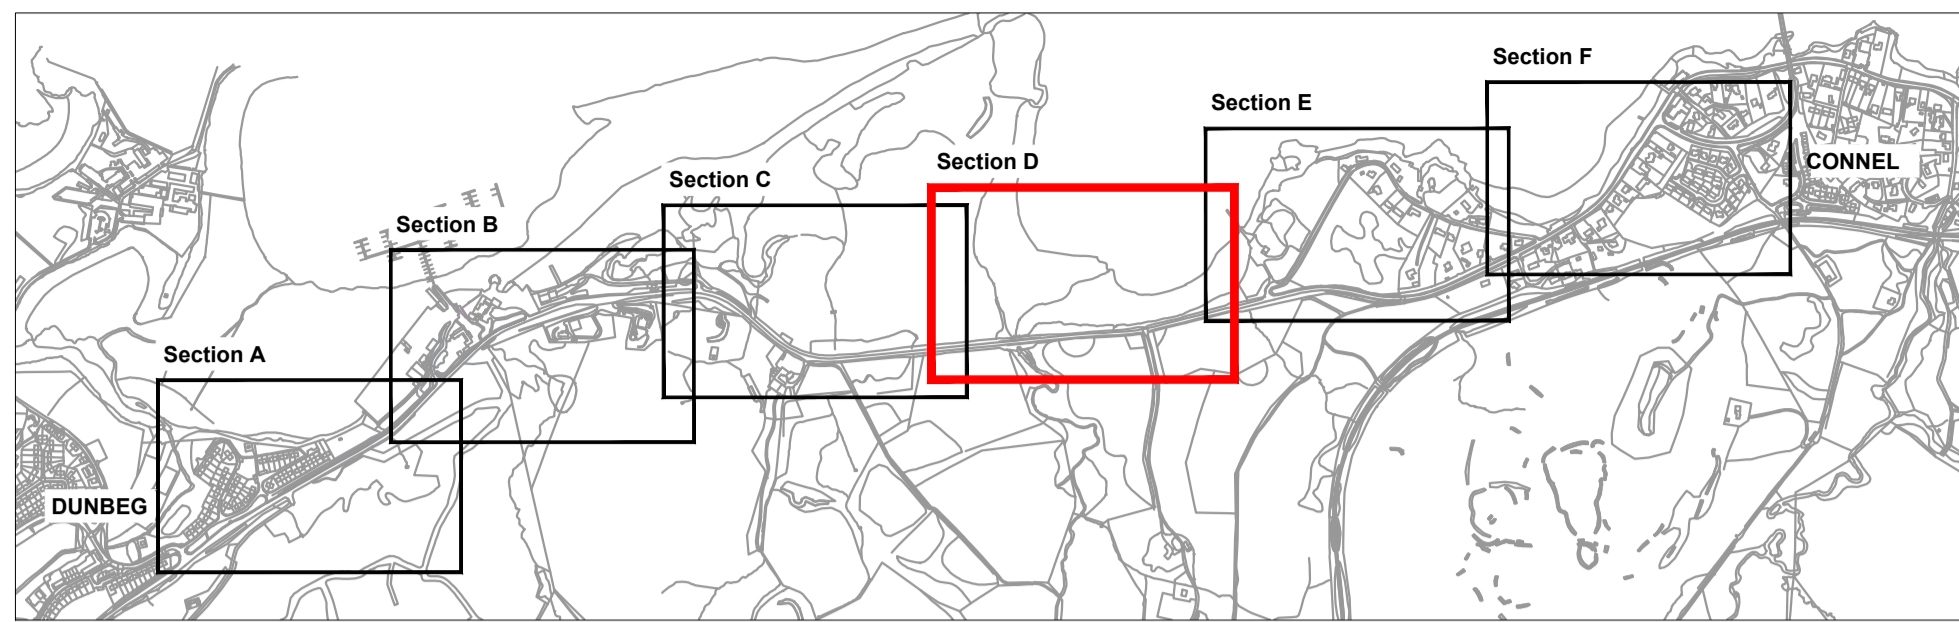 Section F
Section E
Section D
CONNEL
Section C
Section B
Section A
DUNBEG